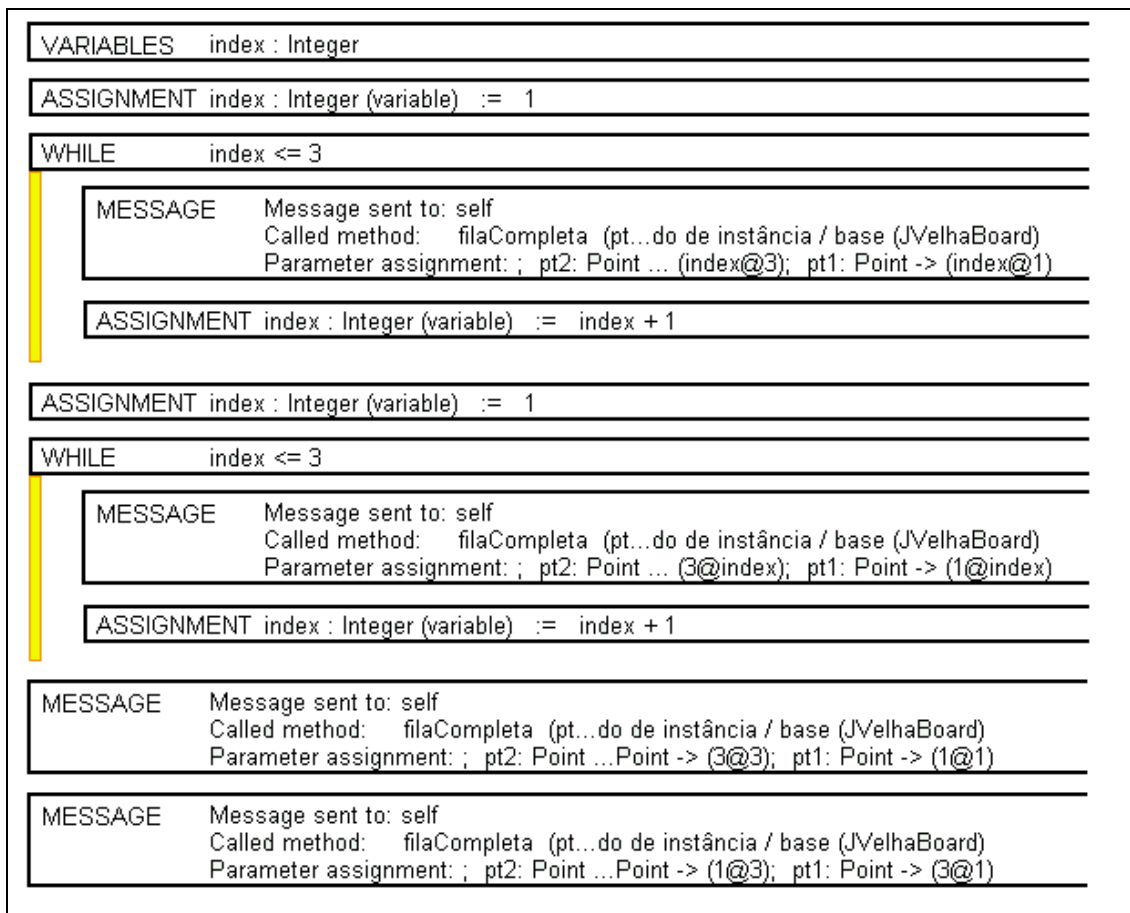 VARIABLES index : Integer
ASSIGNMENT index : Integer (variable) := 1
WHILE index <= 3
MESSAGE Message sent to: self
Called method: filaCompleta (pt...do de instância / base (JVelhaBoard)
Parameter assignment: ; pt2: Point ... (index@3); pt1: Point -> (index@1)
ASSIGNMENT index : Integer (variable) := index + 1
ASSIGNMENT index : Integer (variable) := 1
WHILE index <= 3
MESSAGE Message sent to: self
Called method: filaCompleta (pt...do de instância / base (JVelhaBoard)
Parameter assignment: ; pt2: Point ... (3@index); pt1: Point -> (1@index)
ASSIGNMENT index : Integer (variable) := index + 1
MESSAGE Message sent to: self
Called method: filaCompleta (pt...do de instância / base (JVelhaBoard)
Parameter assignment: ; pt2: Point ...Point -> (3@3); pt1: Point -> (1@1)
MESSAGE Message sent to: self
Called method: filaCompleta (pt...do de instância / base (JVelhaBoard)
Parameter assignment: ; pt2: Point ...Point -> (1@3); pt1: Point -> (3@1)